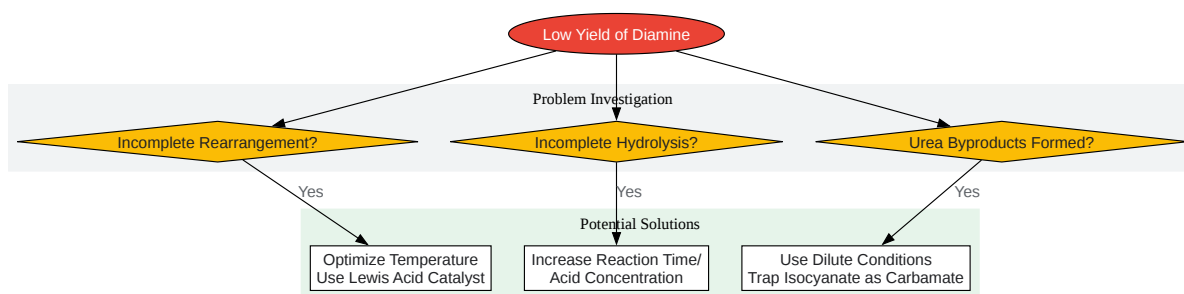 Low Yield of Diamine
Problem Investigation
Incomplete Rearrangement?
Incomplete Hydrolysis?
Urea Byproducts Formed?
Yes
Yes
Yes
Potential Solutions
Optimize Temperature
Use Lewis Acid Catalyst
Increase Reaction Time/
Acid Concentration
Use Dilute Conditions
Trap Isocyanate as Carbamate